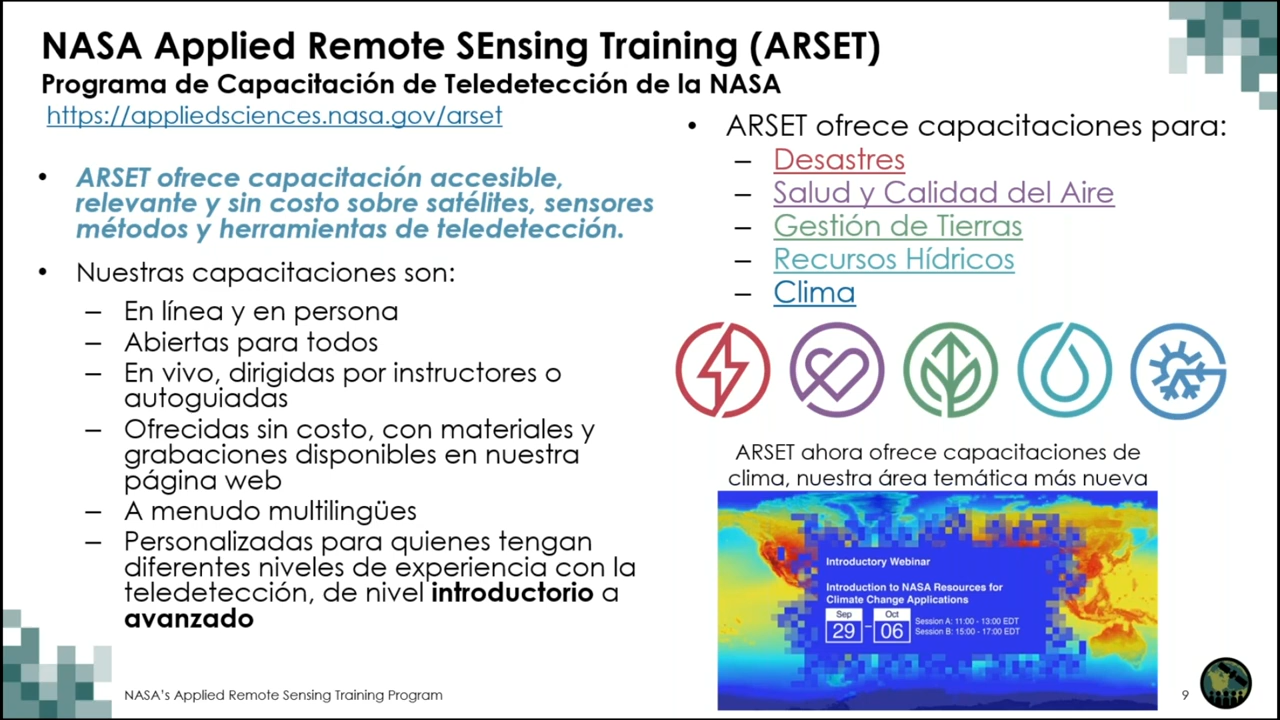 NASA Applied Remote SEnsing Training (ARSET)
Programa de Capacitación de Teledetección de la NASA
https://appliedsciences.nasa.gov/arset
• ARSET ofrece capacitación accesible,
relevante y sin costo sobre satélites, sensores
métodos y herramientas de teledetección.
• Nuestras capacitaciones son:
– En línea y en persona
– Abiertas para todos
– En vivo, dirigidas por instructores o
autoguiadas
– Ofrecidas sin costo, con materiales y
grabaciones disponibles en nuestra
página web
– A menudo multilingües
– Personalizadas para quienes tengan
diferentes niveles de experiencia con la
teledetección, de nivel introductorio a
avanzado
• ARSET ofrece capacitaciones para:
– Desastres
– Salud y Calidad del Aire
– Gestión de Tierras
– Recursos Hídricos
– Clima
ARSET ahora ofrece capacitaciones de
clima, nuestra área temática más nueva
Introductory Webinar
Introduction to NASA Resources for
Climate Change Applications
Sep 29 – Oct 06
Session A: 11:00 - 13:00 EDT
Session B: 15:00 - 17:00 EDT
NASA's Applied Remote Sensing Training Program
9